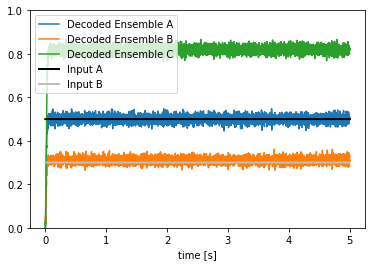 1.0
0.8
0.6
0.4
0.2
0.0
Decoded Ensemble A
Decoded Ensemble B
Decoded Ensemble C
Input A
Input B
0 1 2 3 4 5
time [s]